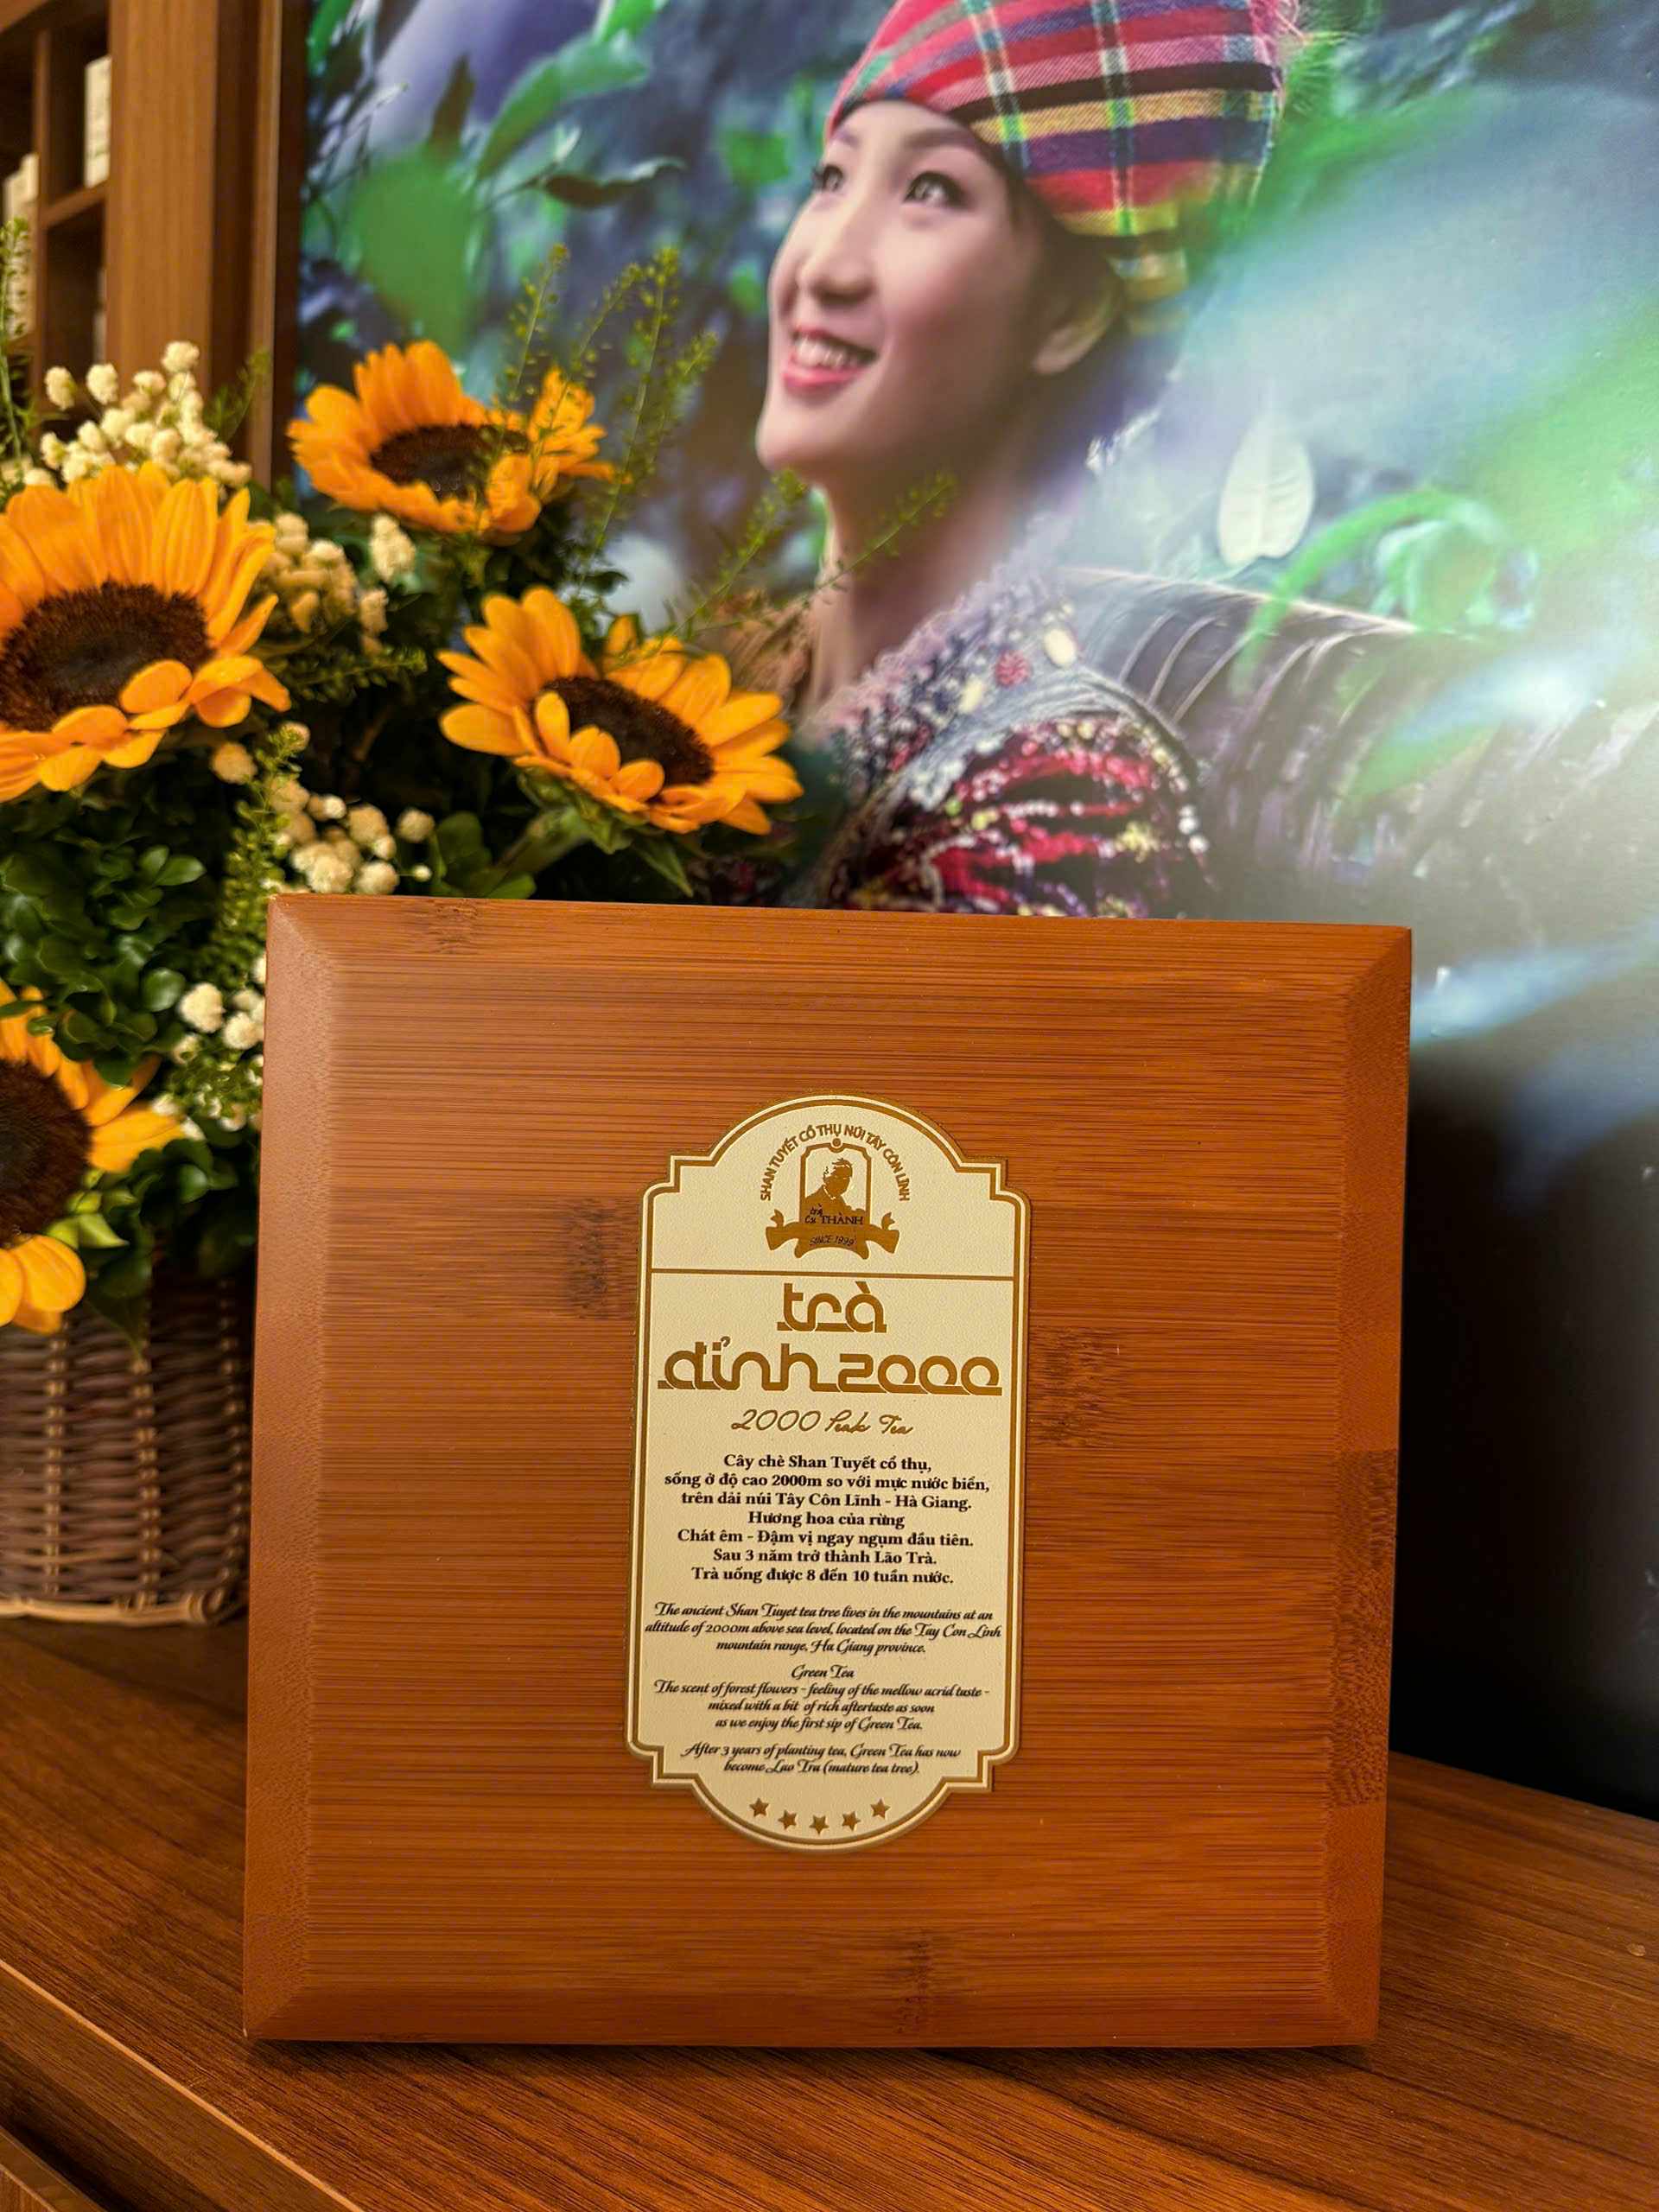 SHAN TUYẾT CỔ THỤ NÚI TÂY CÔN LĨNH
trà
Cụ THÀNH
SINCE 1999
trà
đỉnh 2000
2000 Peak Tea
Cây chè Shan Tuyết cổ thụ,
sống ở độ cao 2000m so với mực nước biển,
trên dải núi Tây Côn Lĩnh - Hà Giang.
Hương hoa của rừng
Chát êm - Đậm vị ngay ngụm đầu tiên.
Sau 3 năm trở thành Lão Trà.
Trà uống được 8 đến 10 tuần nước.
The ancient Shan Tuyet tea tree lives in the mountains at an
altitude of 2000m above sea level, located on the Tay Con Linh
mountain range, Ha Giang province.
Green Tea
The scent of forest flowers - feeling of the mellow acrid taste -
mixed with a bit of rich aftertaste as soon
as we enjoy the first sip of Green Tea.
After 3 years of planting tea, Green Tea has now
become Lao Tra (mature tea tree).